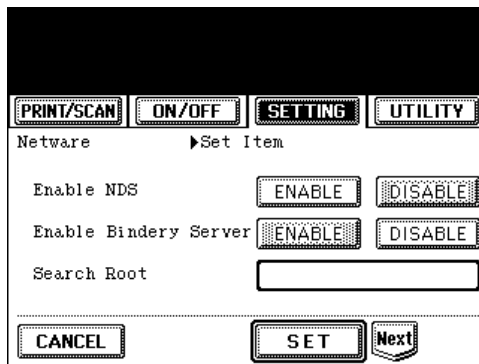 PRINT/SCAN ON/OFF SETTING UTILITY
Netware ▶Set Item
Enable NDS ENABLE DISABLE
Enable Bindery Server ENABLE DISABLE
Search Root
CANCEL SET Next